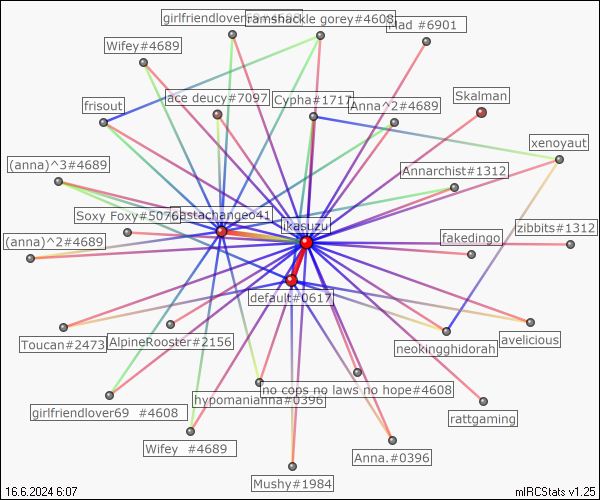 girlfriendlover
ramshackle gorey#4608
Mad #6901
Wifey#4689
ace deucy#7097
Cypha#1717
Anna^2#4689
Skalman
frisout
xenoyaut
(anna)^3#4689
Annarchist#1312
Soxy Foxy#5076
pastachangeo41
ikasuzu
zibbits#1312
(anna)^2#4689
fakedingo
default#0617
Toucan#2473
AlpineRooster#2156
neokingghidorah
avelicious
no cops no laws no hope#4608
hypomanianna#0396
rattgaming
girlfriendlover69 #4608
Wifey #4689
Anna.#0396
Mushy#1984
16.6.2024 6:07
mIRCStats v1.25